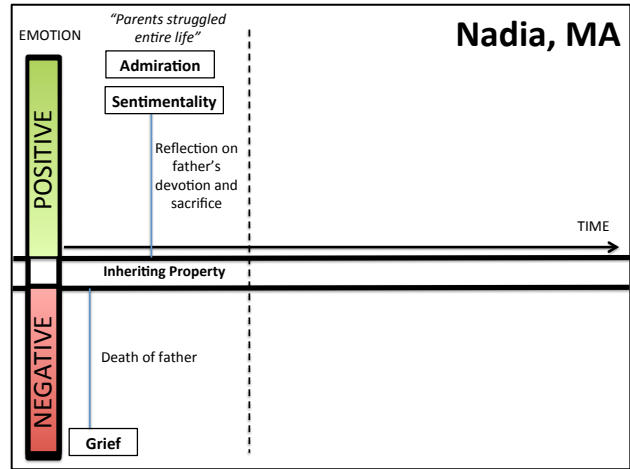 “Parents struggled
entire life”
EMOTION
Nadia, MA
Admiration
Sentimentality
POSITIVE
Reflection on
father’s
devotion and
sacrifice
TIME
Inheriting Property
NEGATIVE
Death of father
Grief